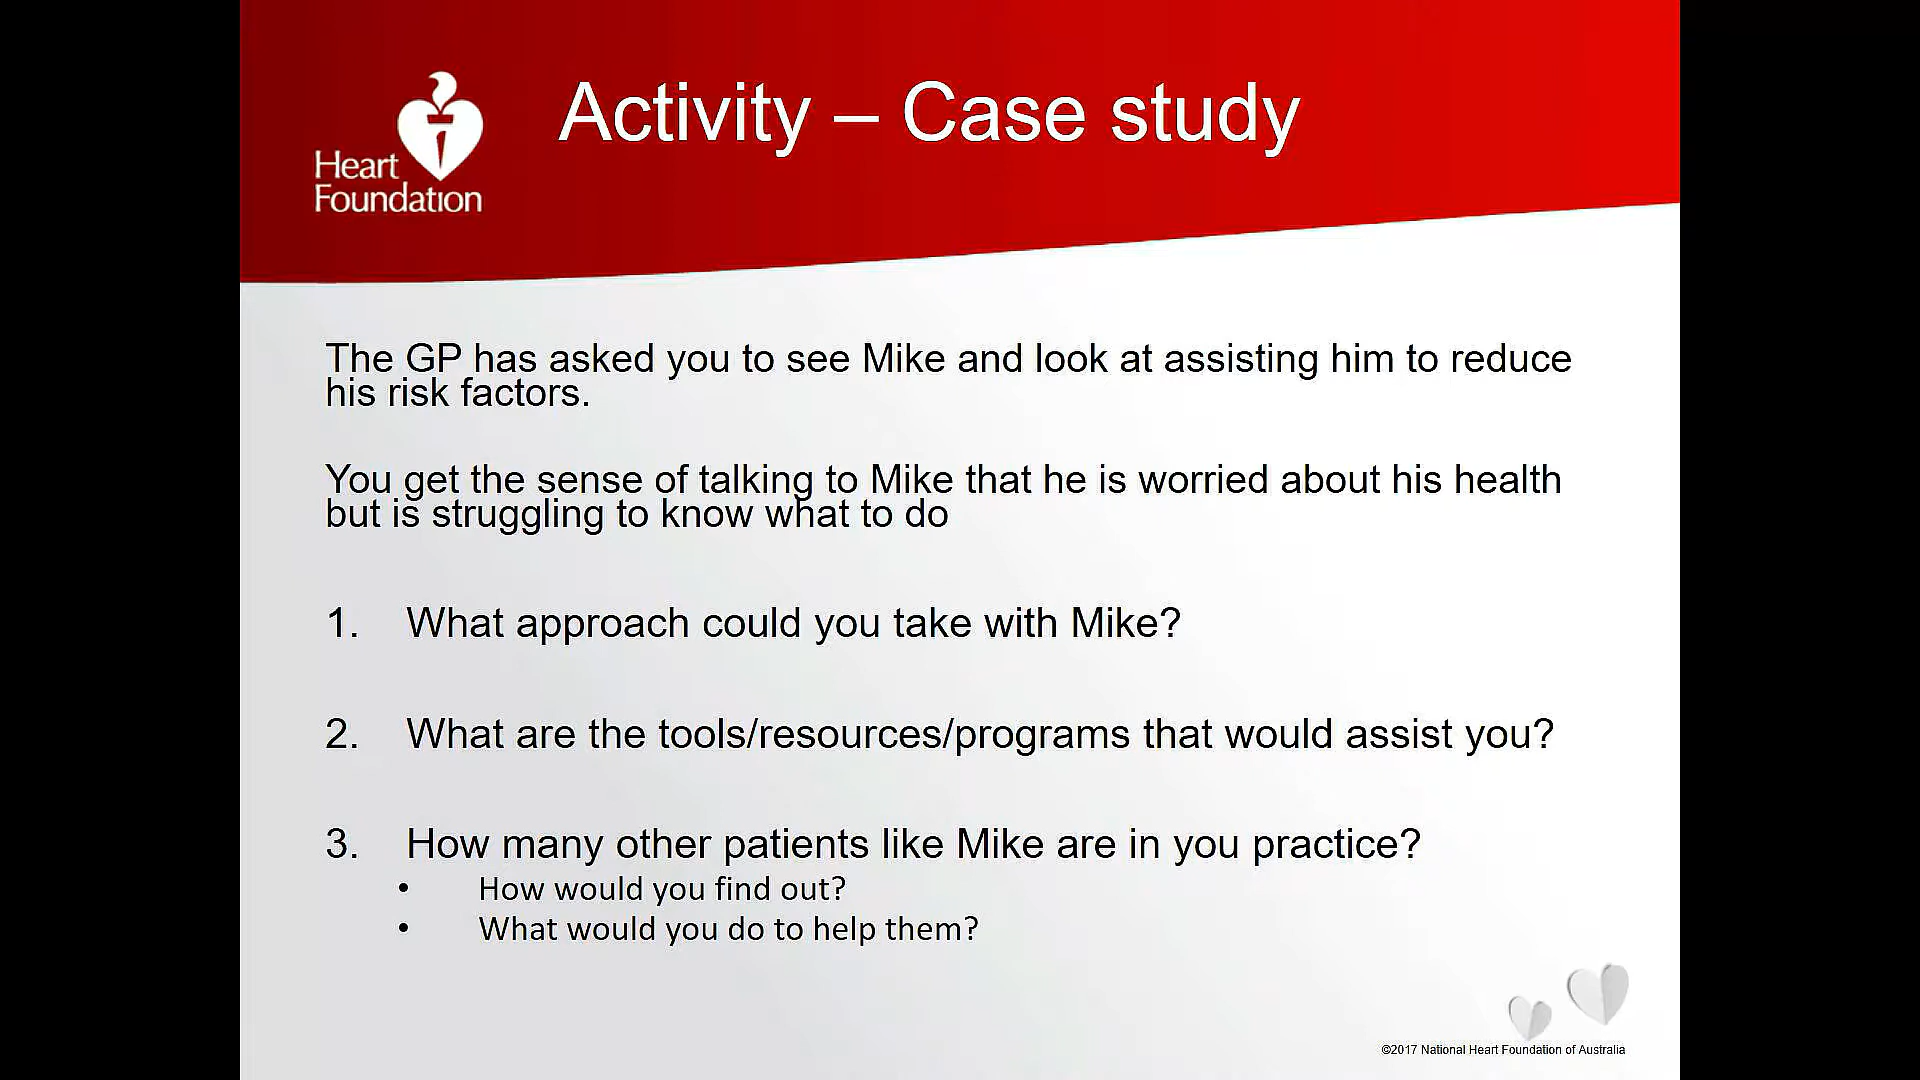 Heart
Foundation
Activity – Case study
The GP has asked you to see Mike and look at assisting him to reduce
his risk factors.
You get the sense of talking to Mike that he is worried about his health
but is struggling to know what to do
1. What approach could you take with Mike?
2. What are the tools/resources/programs that would assist you?
3. How many other patients like Mike are in you practice?
• How would you find out?
• What would you do to help them?
©2017 National Heart Foundation of Australia